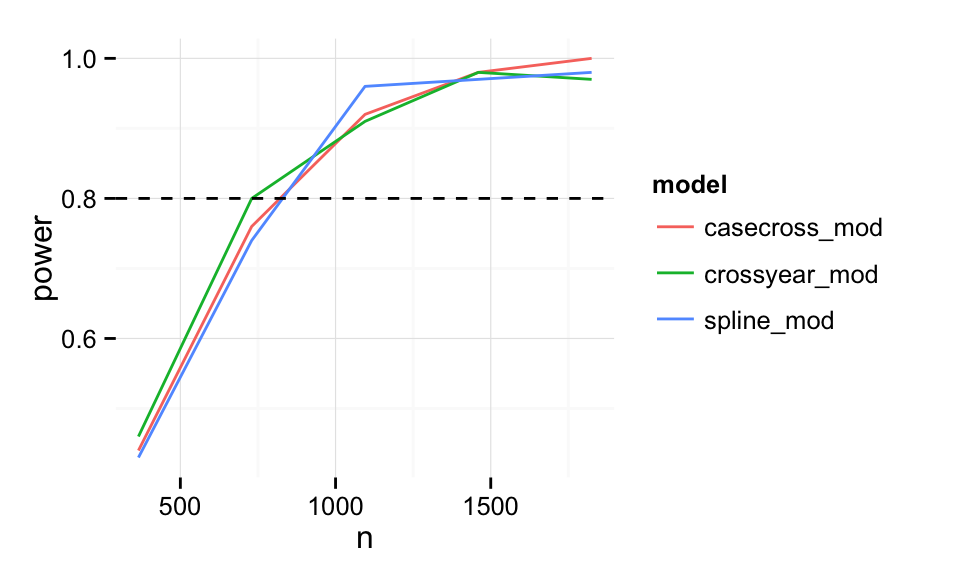 1.0
0.8
0.6
power
500 1000 1500
n
model
casecross_mod
crossyear_mod
spline_mod